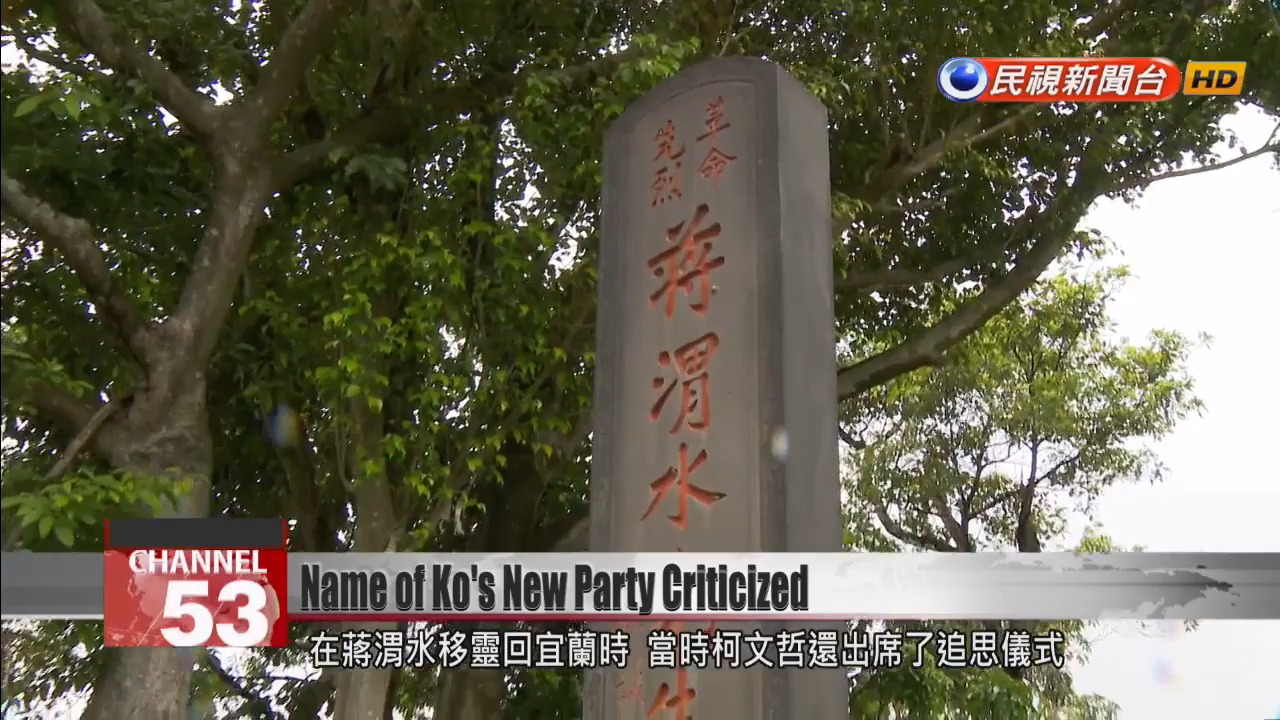 民視新聞台 HD
革命
先烈
蔣渭水
CHANNEL
53
Name of Ko's New Party Criticized
在蔣渭水移靈回宜蘭時 當時柯文哲還出席了追思儀式